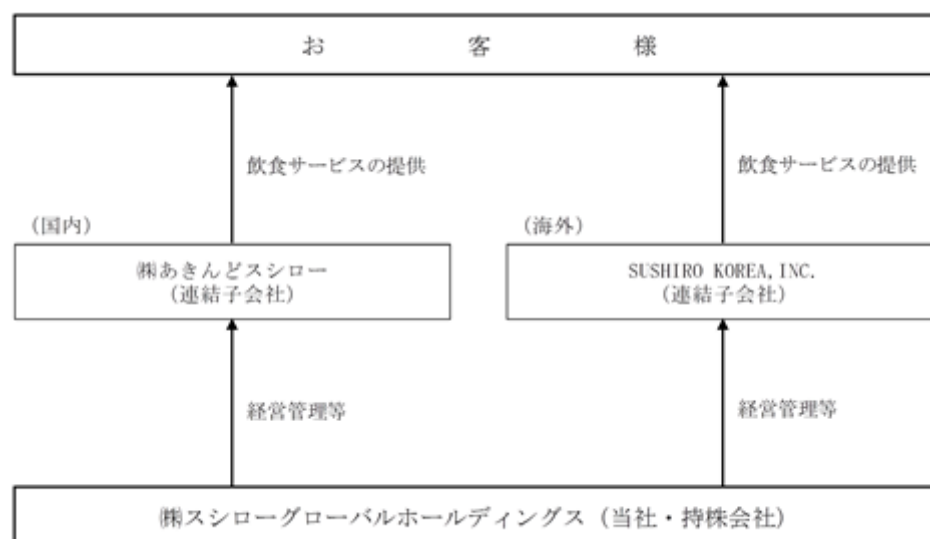 お客様
飲食サービスの提供
飲食サービスの提供
(国内)
(海外)
㈱あきんどスシロー
(連結子会社)
SUSHIRO KOREA,INC.
(連結子会社)
経営管理等
経営管理等
㈱スシローグローバルホールディングス (当社・持株会社)